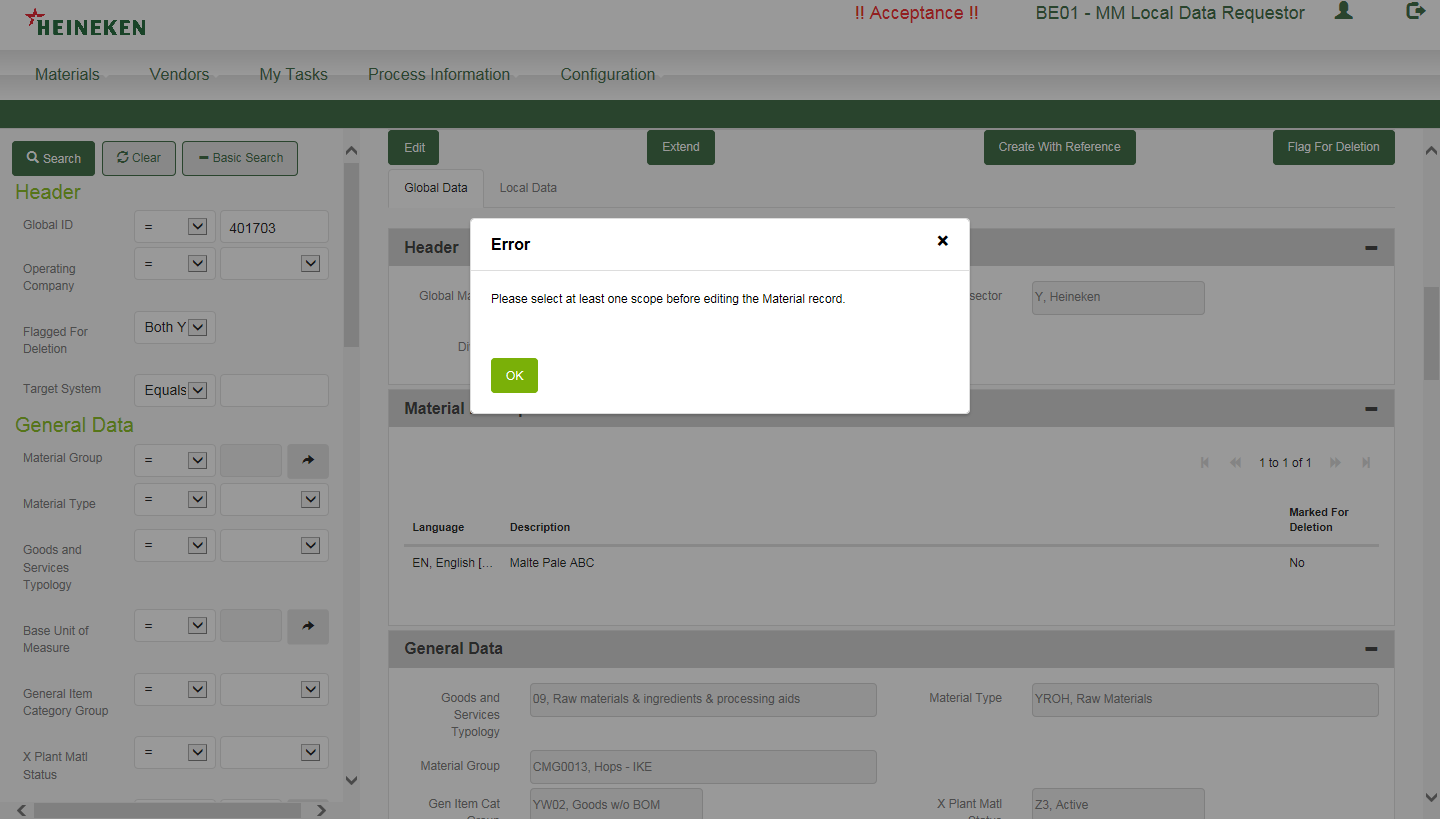 HEINEKEN
!! Acceptance !!
BE01 - MM Local Data Requestor
Materials
Vendors
My Tasks
Process Information
Configuration
Search
Clear
Basic Search
Header
Global ID
=
401703
Operating
Company
=
Flagged For
Deletion
Both Y
Target System
Equals
General Data
Material Group
=
Material Type
=
Goods and
Services
Typology
=
Base Unit of
Measure
=
General Item
Category Group
=
X Plant Matl
Status
=
Edit
Extend
Create With Reference
Flag For Deletion
Global Data
Local Data
Header
Global
sector
Y, Heineken
Error
Please select at least one scope before editing the Material record.
OK
Material
1 to 1 of 1
Language
Description
Marked For
Deletion
EN, English [...
Malte Pale ABC
No
General Data
Goods and
Services
Typology
09, Raw materials & ingredients & processing aids
Material Type
YROH, Raw Materials
Material Group
CMG0013, Hops - IKE
Gen Item Cat
YW02, Goods w/o BOM
X Plant Matl
Z3, Active